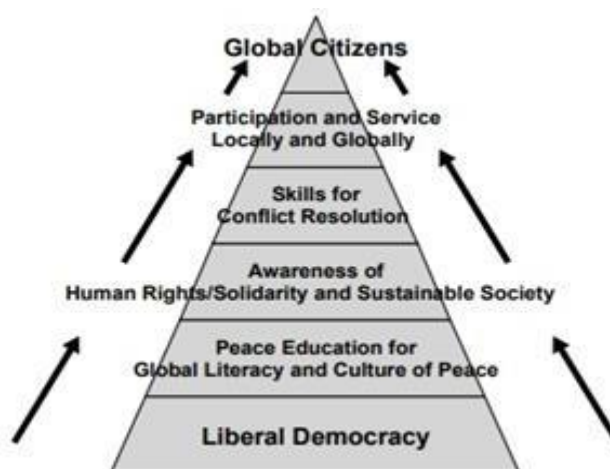 Global Citizens
Participation and Service
Locally and Globally
Skills for
Conflict Resolution
Awareness of
Human Rights/Solidarity and Sustainable Society
Peace Education for
Global Literacy and Culture of Peace
Liberal Democracy